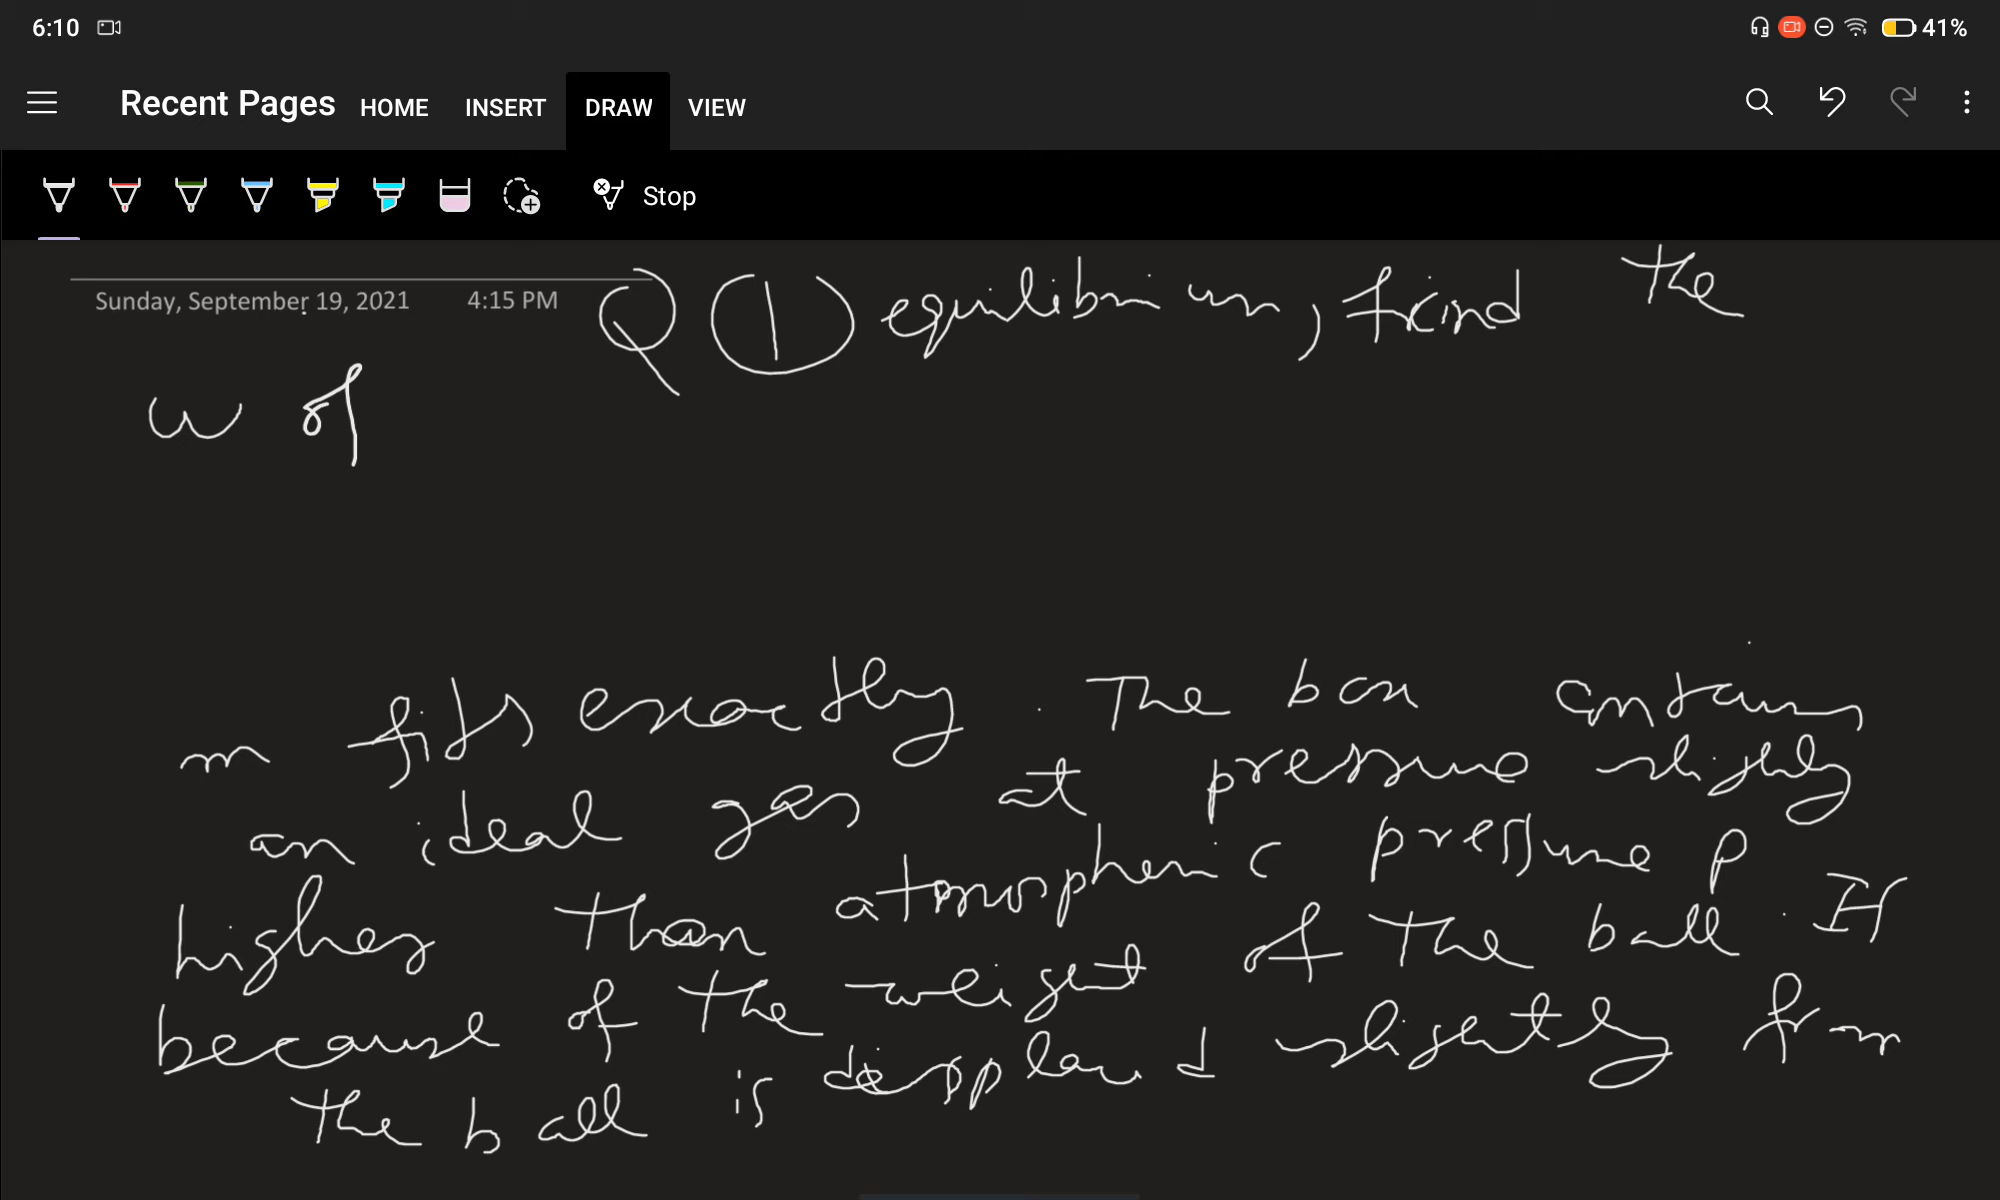 6:10
41%
Recent Pages HOME INSERT DRAW VIEW
Stop
Sunday, September 19, 2021 4:15 PM
Q 1 equilibrium, find the
w of
m fits exactly. The box contains
an ideal gas at pressure slightly
higher than atmospheric pressure p
because of the weight of the ball. If
the ball is displaced slightly from